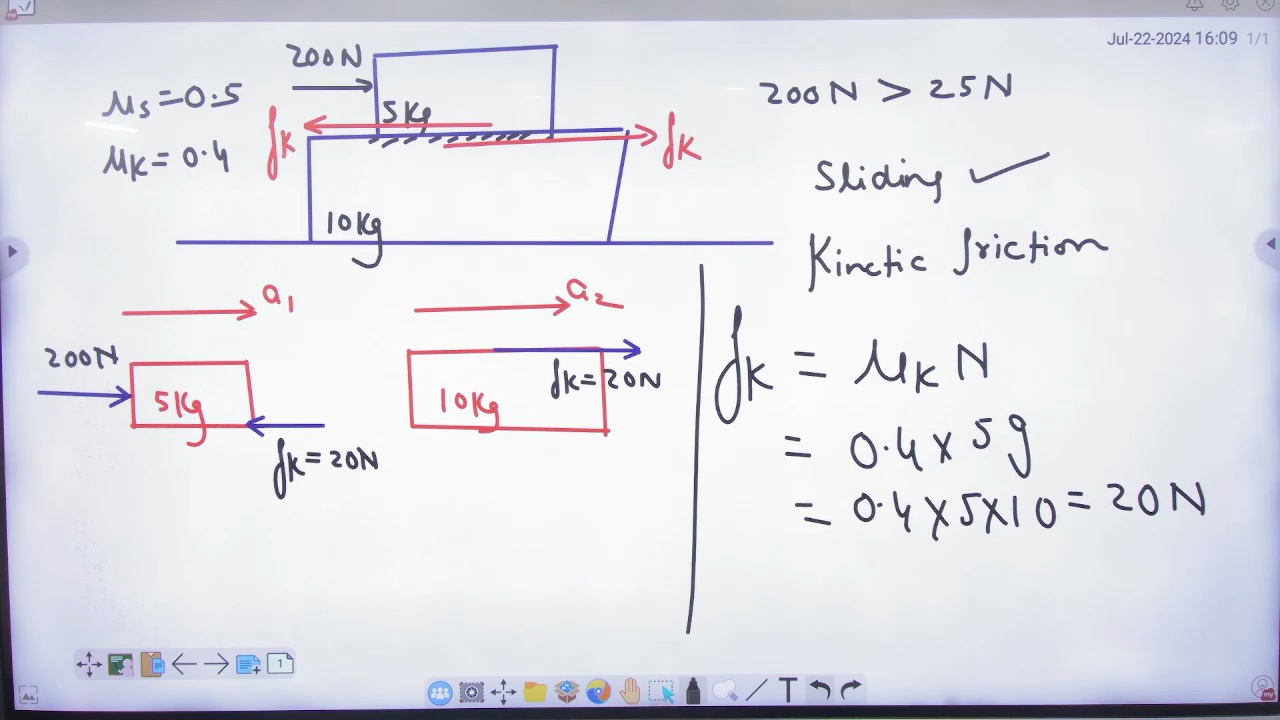 Jul-22-2024 16:09 1/1
200N
μs=0.5
5Kg
200N > 25N
fK
fK
μK=0.4
Sliding ✓
10Kg
Kinetic friction
a1
a2
200N
5Kg
fK=20N
10Kg
fK=20N
fK = μK N
= 0.4×5g
= 0.4×5×10=20N
1
T